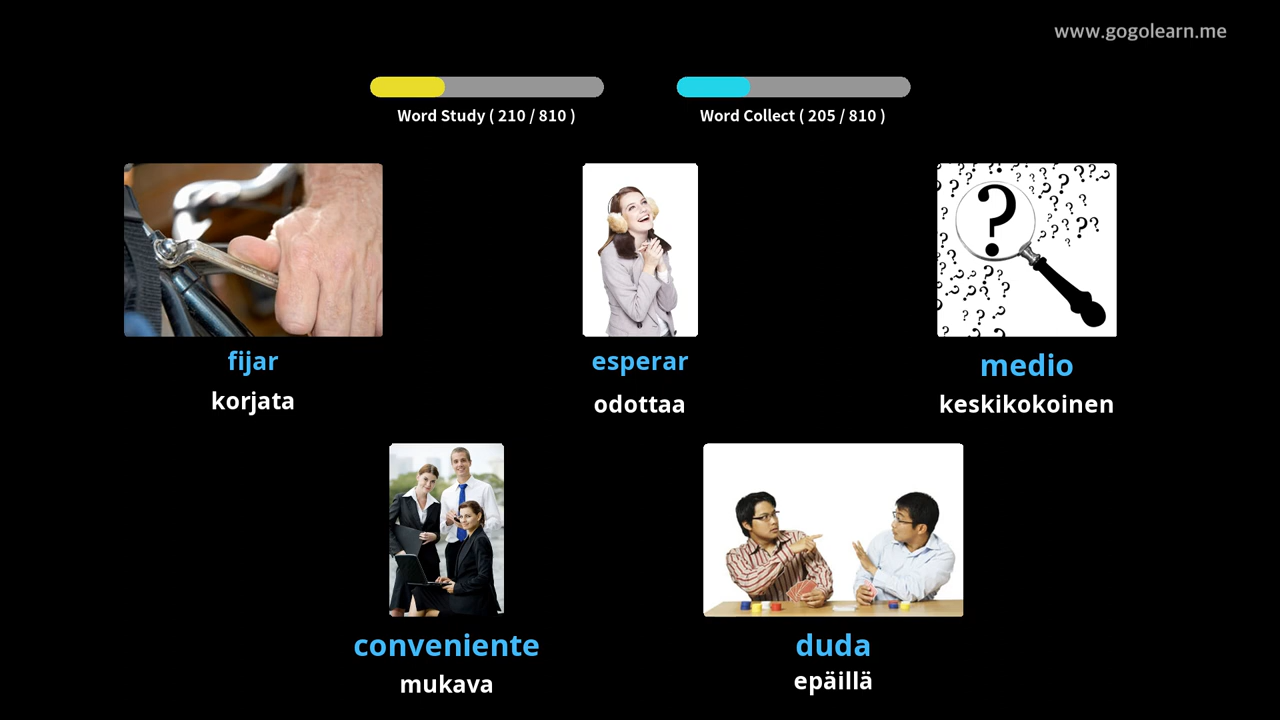 www.gogolearn.me
Word Study ( 210 / 810 )
Word Collect ( 205 / 810 )
fijar
korjata
esperar
odottaa
medio
keskikokoinen
conveniente
mukava
duda
epäillä